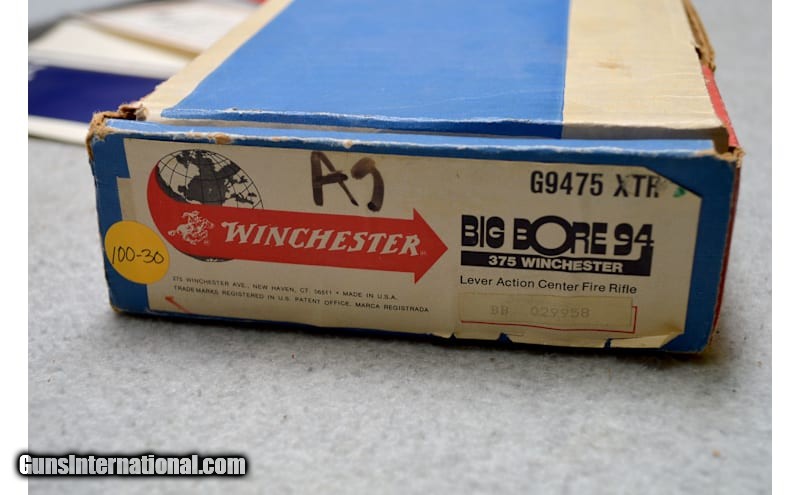 A5
G9475 XTR
WINCHESTER
BIG BORE 94
375 WINCHESTER
Lever Action Center Fire Rifle
100-30
375 WINCHESTER AVE., NEW HAVEN, CT. 06511 • MADE IN U.S.A.
TRADEMARKS REGISTERED IN U.S. PATENT OFFICE. MARCA REGISTRADA
BB 029958
GunsInternational.com